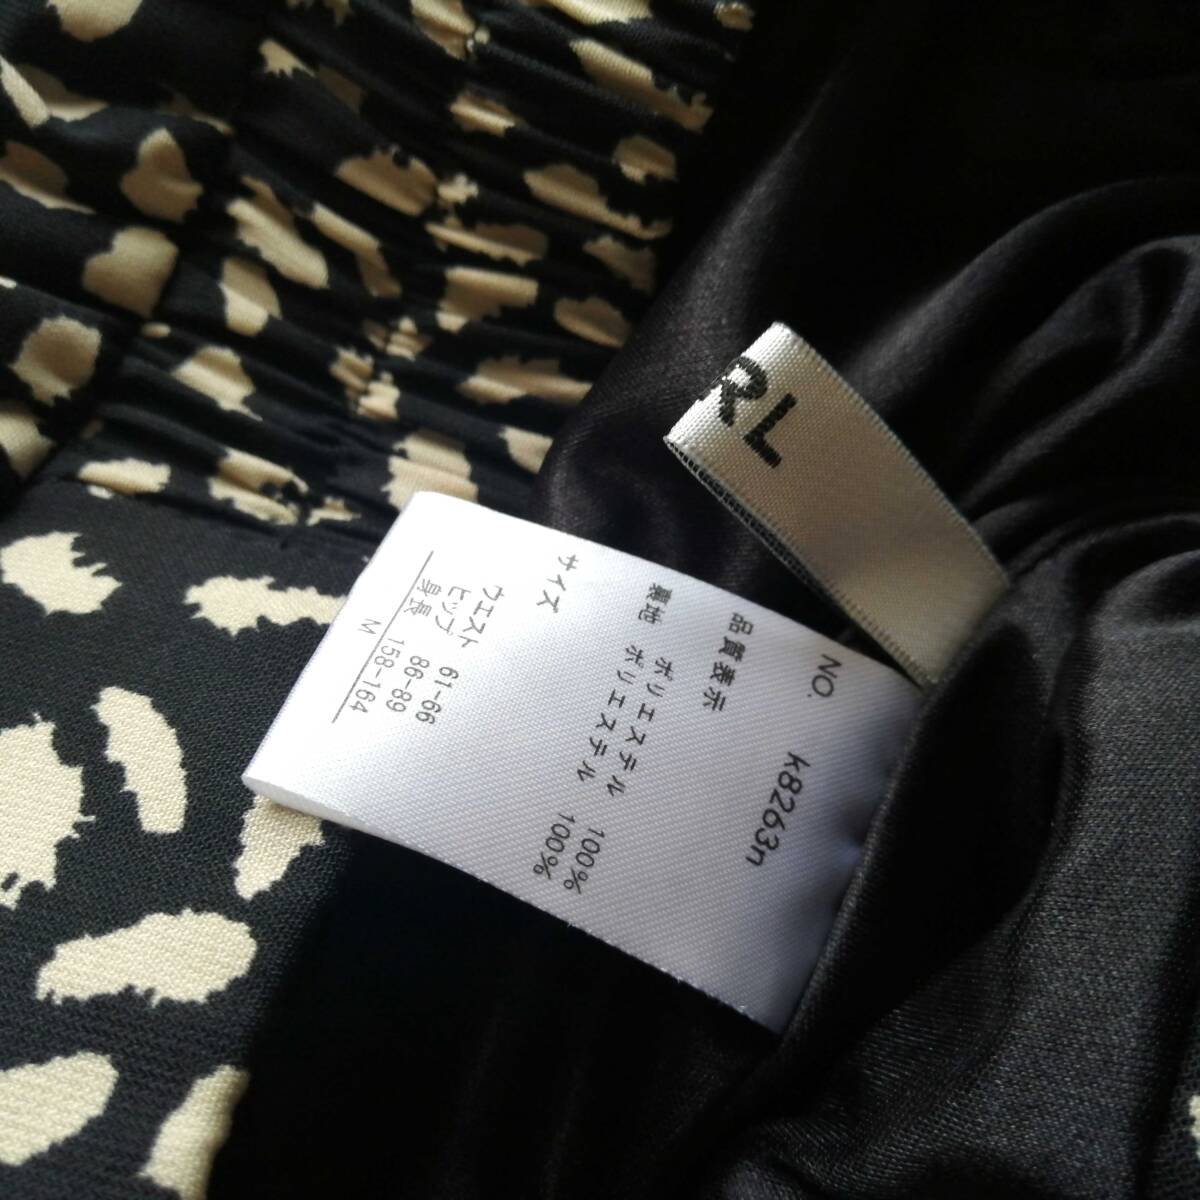 RL
NO. k8263n
品質表示
ポリエステル 100%
裏地 ポリエステル 100%
サイズ
ウエスト 61-66
ヒップ 86-89
身長 158-164
M